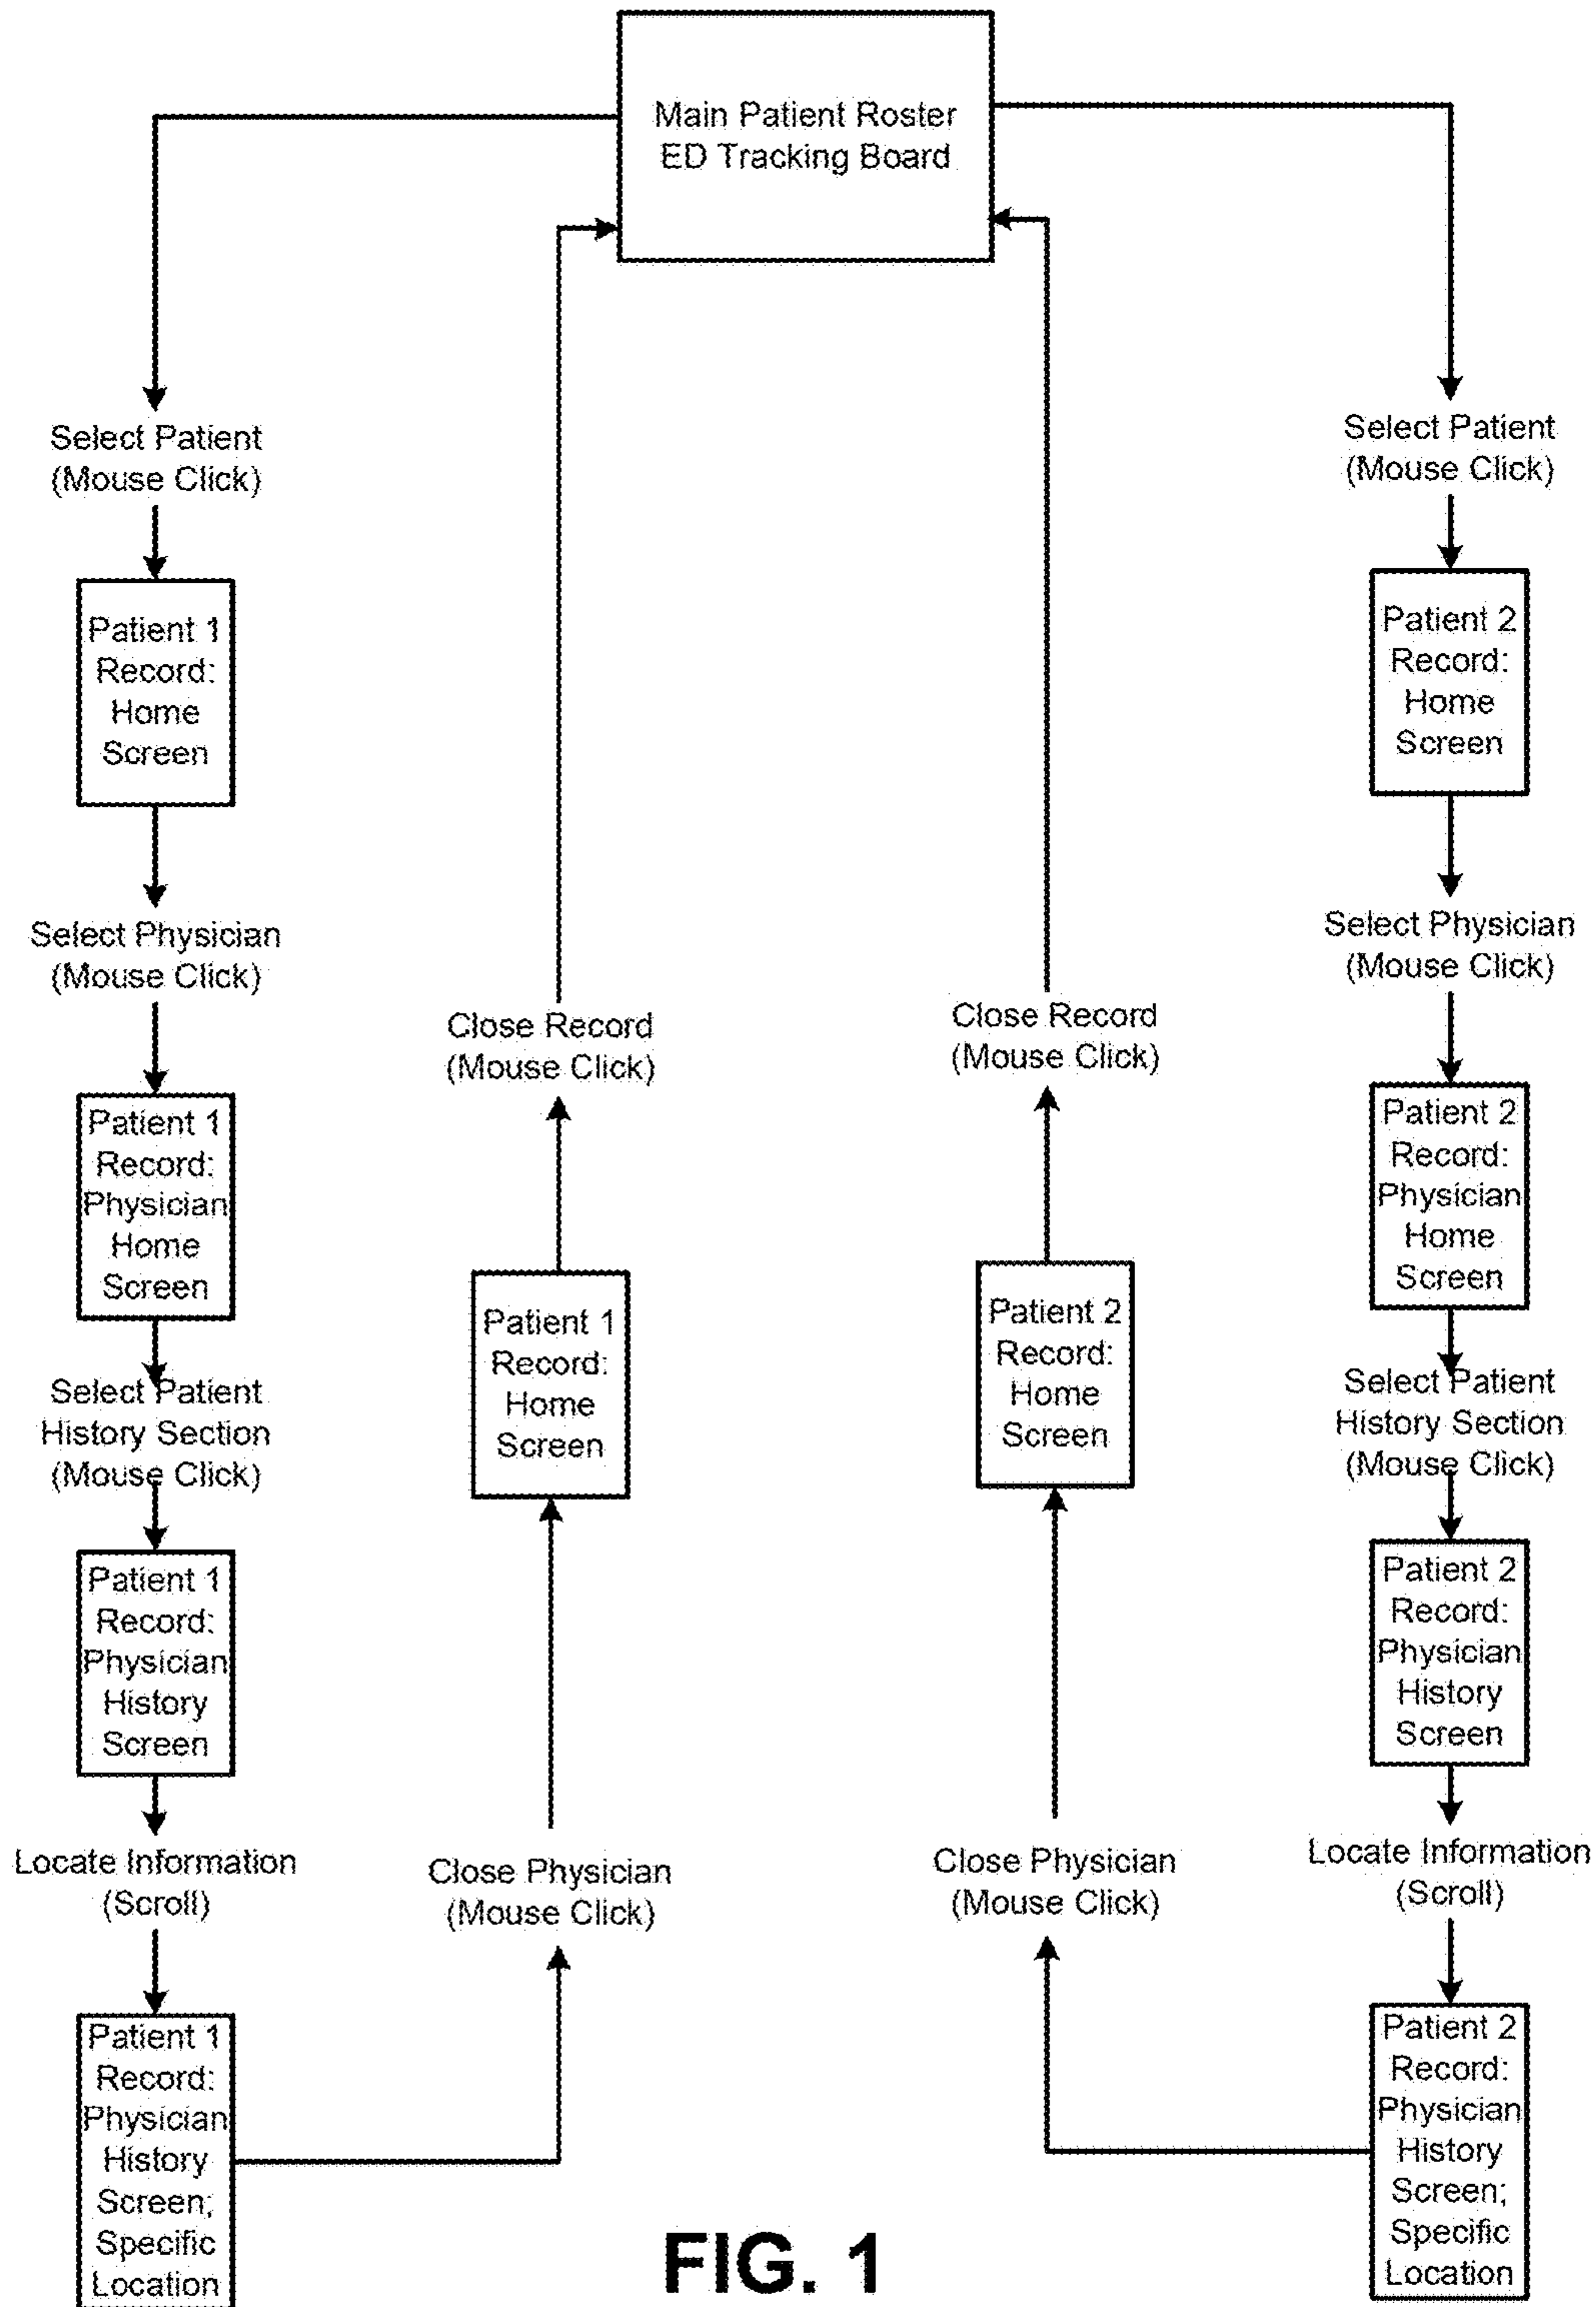 Main Patient Roster
ED Tracking Board
Select Patient
(Mouse Click)
Patient 1
Record:
Home
Screen
Select Physician
(Mouse Click)
Patient 1
Record:
Physician
Home
Screen
Select Patient
History Section
(Mouse Click)
Patient 1
Record:
Physician
History
Screen
Locate Information
(Scroll)
Patient 1
Record:
Physician
History
Screen;
Specific
Location
Close Physician
(Mouse Click)
Patient 1
Record:
Home
Screen
Close Record
(Mouse Click)
Select Patient
(Mouse Click)
Patient 2
Record:
Home
Screen
Select Physician
(Mouse Click)
Patient 2
Record:
Physician
Home
Screen
Select Patient
History Section
(Mouse Click)
Patient 2
Record:
Physician
History
Screen
Locate Information
(Scroll)
Patient 2
Record:
Physician
History
Screen;
Specific
Location
Close Physician
(Mouse Click)
Patient 2
Record:
Home
Screen
Close Record
(Mouse Click)
FIG. 1